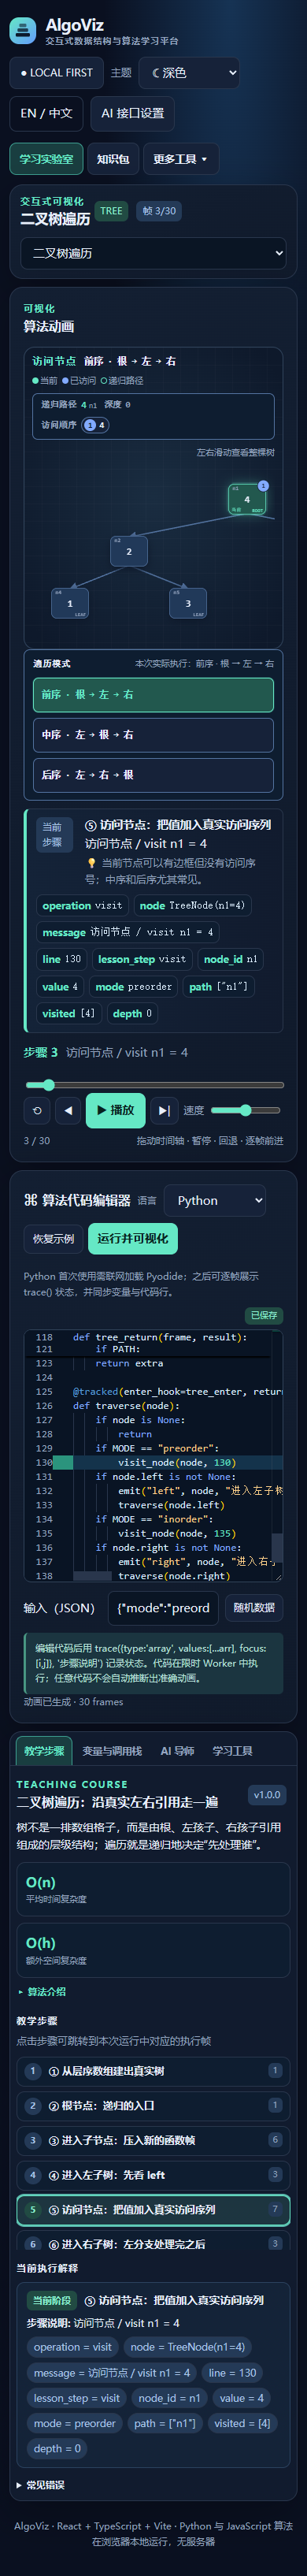 AlgoViz
交互式数据结构与算法学习平台
● LOCAL FIRST 主题 ☾ 深色
EN / 中文 AI 接口设置
学习实验室 知识包 更多工具 ▾
交互式可视化
二叉树遍历 TREE 帧 3/30
二叉树遍历
可视化
算法动画
访问节点 前序 · 根 → 左 → 右
当前 已访问 递归路径
递归路径 4 n1 深度 0
访问顺序 1 4
左右滑动查看整棵树
n1 1
4
ROOT
n2
2
n4 n5
1 3
LEAF LEAF
遍历模式 本次实际执行: 前序 · 根 → 左 → 右
前序 · 根 → 左 → 右
中序 · 左 → 根 → 右
后序 · 左 → 右 → 根
当前步骤
⑤ 访问节点：把值加入真实访问序列
访问节点 / visit n1 = 4
💡 当前节点可以有边框但没有访问序
号；中序和后序尤其常见。
operation visit node TreeNode(n1=4)
message 访问节点 / visit n1 = 4
line 130 lesson_step visit node_id n1
value 4 mode preorder path ["n1"]
visited [4] depth 0
步骤 3 访问节点 / visit n1 = 4
⟲ ◀ ▶ 播放 ▶| 速度
3 / 30 拖动时间轴 · 暂停 · 回退 · 逐帧前进
⌘ 算法代码编辑器 语言 Python
恢复示例 运行并可视化
Python 首次使用需联网加载 Pyodide；之后可逐帧展示
trace() 状态，并同步变量与代码行。
已保存
118 def tree_return(frame, result):
121 if PATH:
123 return extra
124
125 @tracked(enter_hook=tree_enter, retur
126 def traverse(node):
127 if node is None:
128 return
129 if MODE == "preorder":
130 visit_node(node, 130)
131 if node.left is not None:
132 emit("left", node, "进入左子树
133 traverse(node.left)
134 if MODE == "inorder":
135 visit_node(node, 135)
136 if node.right is not None:
137 emit("right", node, "进入右子
138 traverse(node.right)
输入（JSON） {"mode":"preord 随机数据
编辑代码后用 trace({type:'array', values:[...arr], focus:
[i,j]}, '步骤说明') 记录状态。代码在限时 Worker 中执
行；任意代码不会自动推断出准确动画。
动画已生成 · 30 frames
教学步骤 变量与调用栈 AI 导师 学习工具
TEACHING COURSE
二叉树遍历：沿真实左右引用走一遍 v1.0.0
树不是一排数组格子，而是由根、左孩子、右孩子引用
组成的层级结构；遍历就是递归地决定“先处理谁”。
O(n)
平均时间复杂度
O(h)
额外空间复杂度
▸ 算法介绍
教学步骤
点击步骤可跳转到本次运行中对应的执行帧
1 ① 从层序数组建出真实树 1
2 ② 根节点：递归的入口 1
3 ③ 进入子节点：压入新的函数帧 6
4 ④ 进入左子树：先看 left 3
5 ⑤ 访问节点：把值加入真实访问序列 7
6 ⑥ 进入右子树：左分支处理完之后 3
当前执行解释
当前阶段 ⑤ 访问节点：把值加入真实访问序列
步骤说明: 访问节点 / visit n1 = 4
operation = visit node = TreeNode(n1=4)
message = 访问节点 / visit n1 = 4 line = 130
lesson_step = visit node_id = n1 value = 4
mode = preorder path = ["n1"] visited = [4]
depth = 0
▸ 常见错误
AlgoViz · React + TypeScript + Vite · Python 与 JavaScript 算法
在浏览器本地运行，无服务器